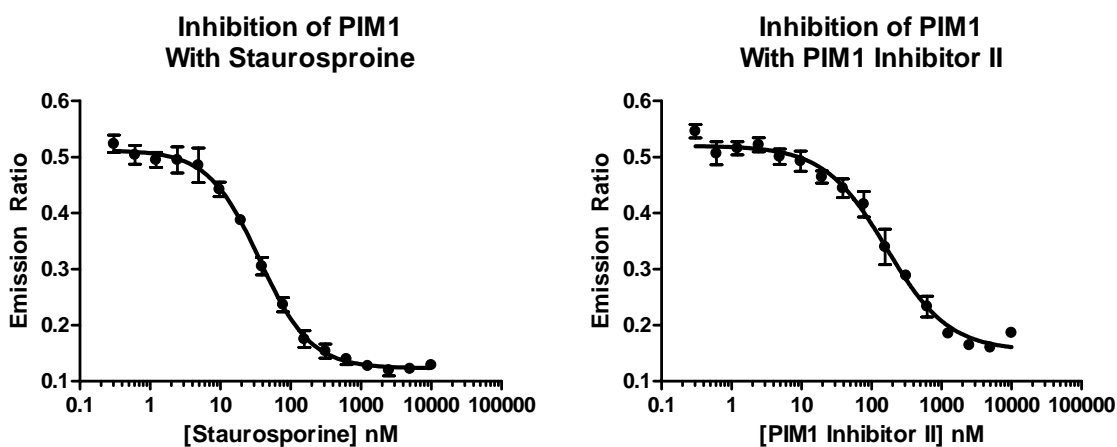 Inhibition of PIM1
With Staurosproine
0.6
0.5
0.4
0.3
0.2
0.1
Emission Ratio
0.1 1 10 100 1000 10000 100000
[Staurosporine] nM
Inhibition of PIM1
With PIM1 Inhibitor II
0.6
0.5
0.4
0.3
0.2
0.1
Emission Ratio
0.1 1 10 100 1000 10000 100000
[PIM1 Inhibitor II] nM